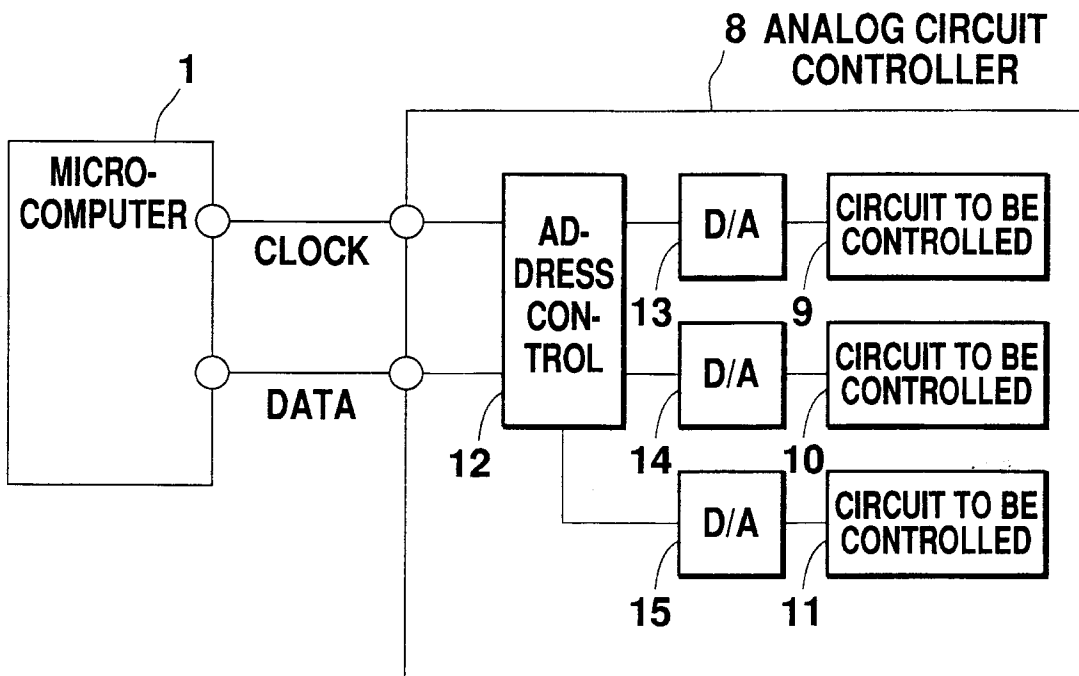 8 ANALOG CIRCUIT
CONTROLLER
1
MICRO-
COMPUTER
CLOCK
DATA
AD-
DRESS
CON-
TROL
12
D/A
13
CIRCUIT TO BE
CONTROLLED
9
D/A
14
CIRCUIT TO BE
CONTROLLED
10
D/A
15
CIRCUIT TO BE
CONTROLLED
11